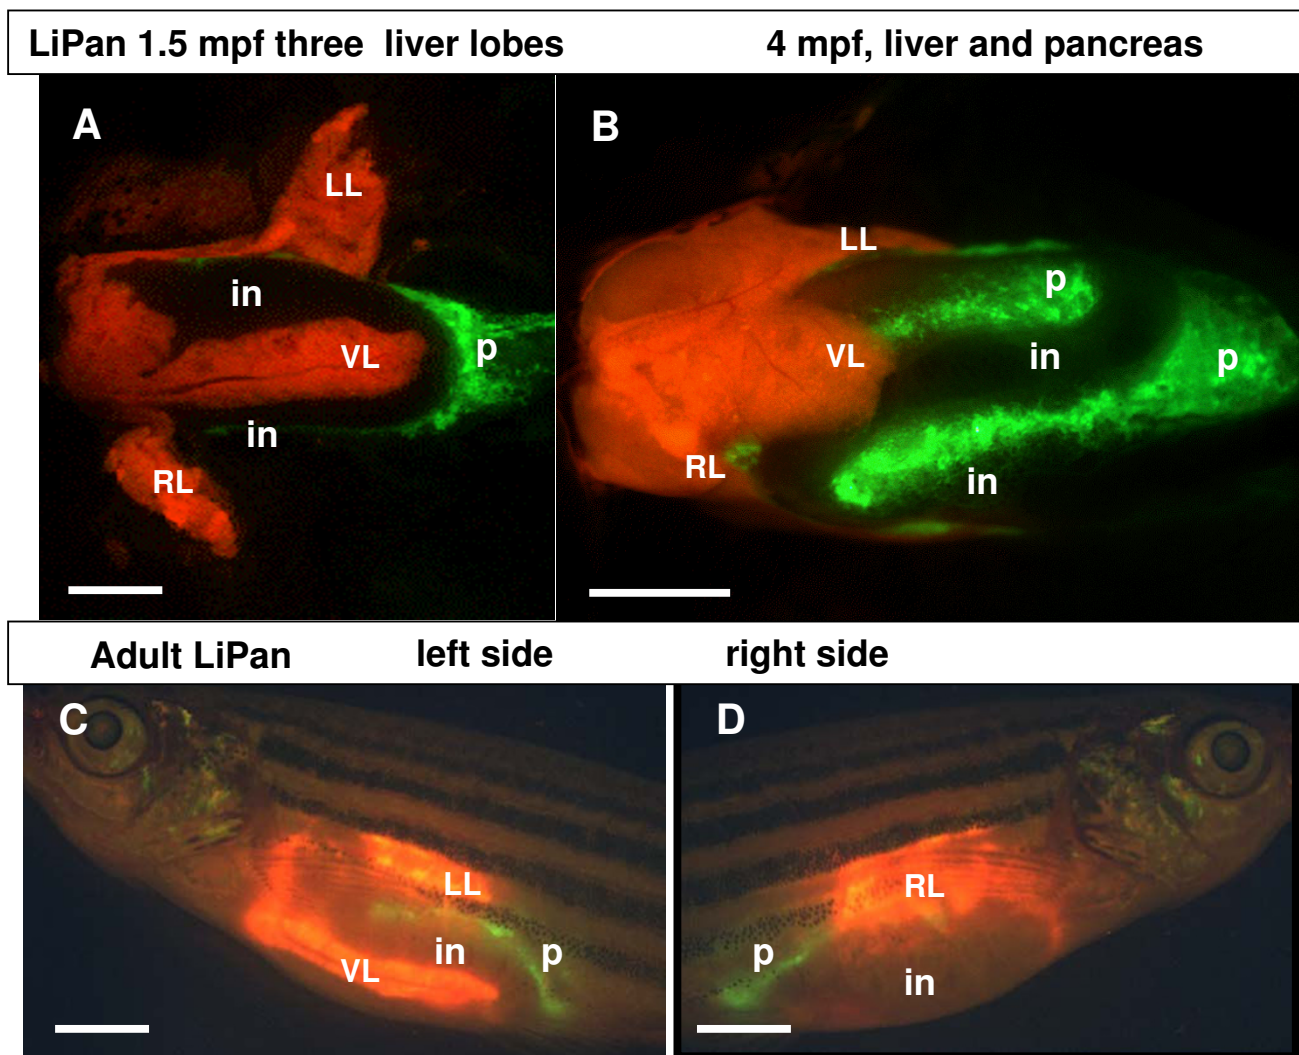 LiPan 1.5 mpf three liver lobes
4 mpf, liver and pancreas
A
LL
in
VL
p
in
RL
B
LL
p
VL
in
p
RL
in
Adult LiPan
left side
right side
C
LL
in
p
VL
D
RL
p
in